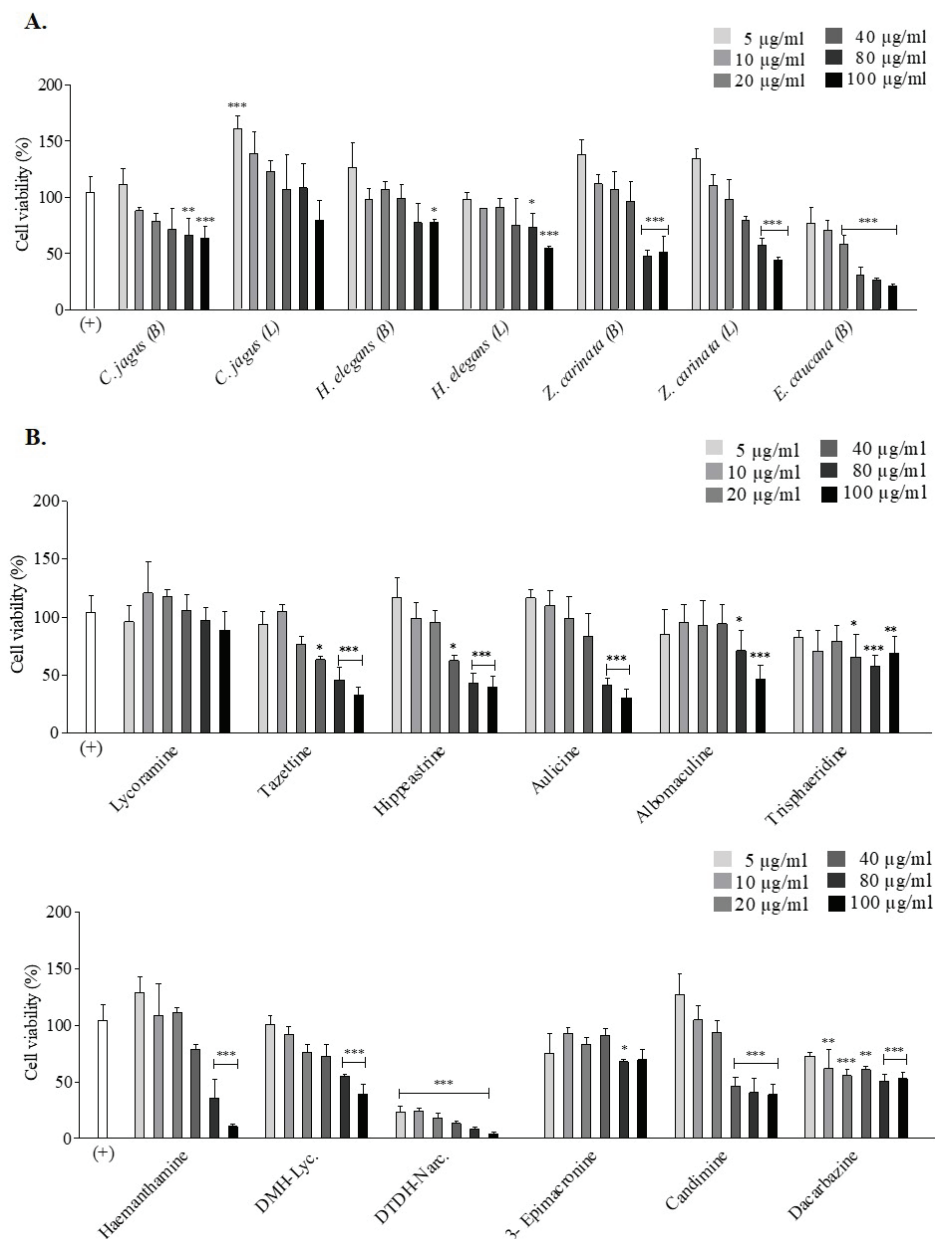 A.
5 µg/ml 40 µg/ml
10 µg/ml 80 µg/ml
20 µg/ml 100 µg/ml
Cell viability (%)
200
150
100
50
0
***
** ***
*
* ***
***
***
***
(+)
C. jagus (B)
C. jagus (L)
H. elegans (B)
H. elegans (L)
Z. carinata (B)
Z. carinata (L)
E. caucana (B)
B.
5 µg/ml 40 µg/ml
10 µg/ml 80 µg/ml
20 µg/ml 100 µg/ml
Cell viability (%)
200
150
100
50
0
* ***
* ***
***
* ***
* *** **
(+)
Lycoramine
Tazettine
Hippeastrine
Aulicine
Albomaculine
Trisphaeridine
5 µg/ml 40 µg/ml
10 µg/ml 80 µg/ml
20 µg/ml 100 µg/ml
Cell viability (%)
200
150
100
50
0
***
***
***
*
***
** *** ** ***
(+)
Haemanthamine
DMH-Lyc.
DTDH-Narc.
3- Epimacronine
Candimine
Dacarbazine